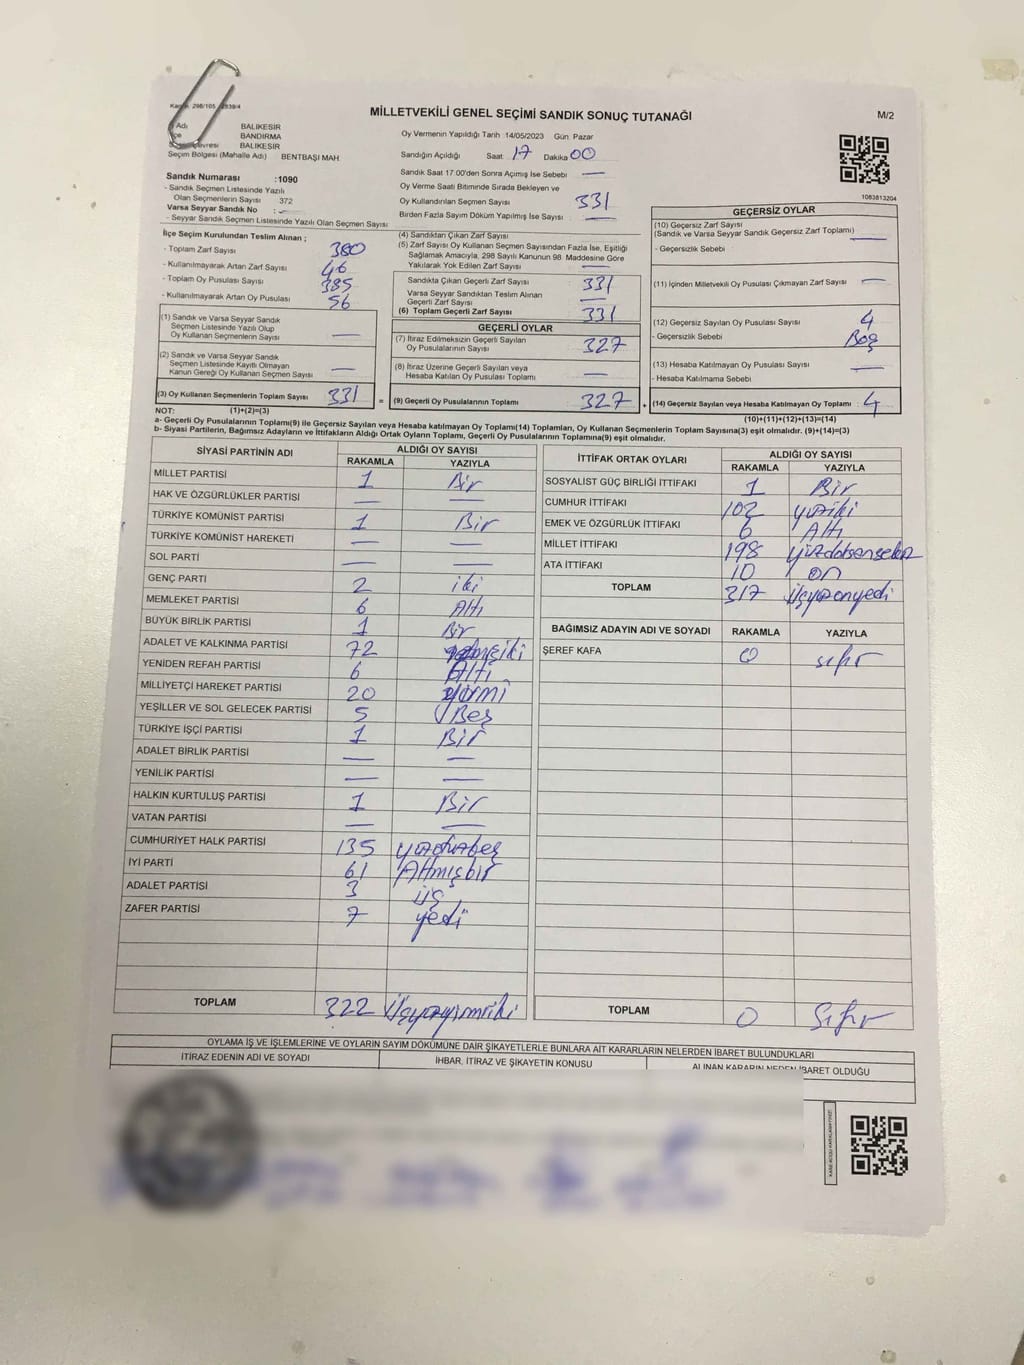 MİLLETVEKİLİ GENEL SEÇİMİ SANDIK SONUÇ TUTANAĞI
M/2
Adı BALIKESİR
BANDIRMA
BALIKESİR
Seçim Bölgesi (Mahalle Adı) BENTBAŞI MAH
Oy Vermenin Yapıldığı Tarih 14/05/2023 Gün Pazar
Sandığın Açıldığı Saat 17 Dakika 00
Sandık Saat 17.00'den Sonra Açımış İse Sebebi —
Oy Verme Saati Bitiminde Sırada Bekleyen ve
Oy Kullandırılan Seçmen Sayısı 331
Birden Fazla Sayım Döküm Yapılmış İse Sayısı: —
1083813204
Sandık Numarası :1090
- Sandık Seçmen Listesinde Yazılı
Olan Seçmenlerin Sayısı 372
Varsa Seyyar Sandık No : —
- Seyyar Sandık Seçmen Listesinde Yazılı Olan Seçmen Sayısı
İlçe Seçim Kurulundan Teslim Alınan ;
- Toplam Zarf Sayısı 380
- Kullanılmayarak Artan Zarf Sayısı 46
- Toplam Oy Pusulası Sayısı 385
- Kullanılmayarak Artan Oy Pusulası 56
(1) Sandık ve Varsa Seyyar Sandık
Seçmen Listesinde Yazılı Olup
Oy Kullanan Seçmenlerin Sayısı —
(2) Sandık ve Varsa Seyyar Sandık
Seçmen Listesinde Kayıtlı Olmayan
Kanun Gereği Oy Kullanan Seçmen Sayısı —
(3) Oy Kullanan Seçmenlerin Toplam Sayısı 331 =
(4) Sandıktan Çıkan Zarf Sayısı
(5) Zarf Sayısı Oy Kullanan Seçmen Sayısından Fazla İse, Eşitliği
Sağlamak Amacıyla, 298 Sayılı Kanunun 98. Maddesine Göre
Yakılarak Yok Edilen Zarf Sayısı —
Sandıkta Çıkan Geçerli Zarf Sayısı 331
Varsa Seyyar Sandıktan Teslim Alınan
Geçerli Zarf Sayısı —
(6) Toplam Geçerli Zarf Sayısı 331
GEÇERLİ OYLAR
(7) İtiraz Edilmeksizin Geçerli Sayılan
Oy Pusulalarının Sayısı 327
(8) İtiraz Üzerine Geçerli Sayılan veya
Hesaba Katılan Oy Pusulası Toplamı —
(9) Geçerli Oy Pusulalarının Toplamı 327 +
GEÇERSİZ OYLAR
(10) Geçersiz Zarf Sayısı
(Sandık ve Varsa Seyyar Sandık Geçersiz Zarf Toplamı) —
- Geçersizlik Sebebi
(11) İçinden Milletvekili Oy Pusulası Çıkmayan Zarf Sayısı —
(12) Geçersiz Sayılan Oy Pusulası Sayısı 4
- Geçersizlik Sebebi Boş
(13) Hesaba Katılmayan Oy Pusulası Sayısı —
- Hesaba Katılmama Sebebi
(14) Geçersiz Sayılan veya Hesaba Katılmayan Oy Toplamı 4
NOT: (1)+(2)=(3) (10)+(11)+(12)+(13)=(14)
a- Geçerli Oy Pusulalarının Toplamı(9) ile Geçersiz Sayılan veya Hesaba katılmayan Oy Toplamı(14) Toplamları, Oy Kullanan Seçmenlerin Toplam Sayısına(3) eşit olmalıdır. (9)+(14)=(3)
b- Siyasi Partilerin, Bağımsız Adayların ve İttifakların Aldığı Ortak Oyların Toplamı, Geçerli Oy Pusulalarının Toplamına(9) eşit olmalıdır.
SİYASİ PARTİNİN ADI ALDIĞI OY SAYISI
RAKAMLA YAZIYLA
MİLLET PARTİSİ 1 Bir
HAK VE ÖZGÜRLÜKLER PARTİSİ — —
TÜRKİYE KOMÜNİST PARTİSİ 1 Bir
TÜRKİYE KOMÜNİST HAREKETİ — —
SOL PARTİ — —
GENÇ PARTİ 2 iki
MEMLEKET PARTİSİ 6 Altı
BÜYÜK BİRLİK PARTİSİ 1 Bir
ADALET VE KALKINMA PARTİSİ 72
YENİDEN REFAH PARTİSİ 6 Altı
MİLLİYETÇİ HAREKET PARTİSİ 20 yirmi
YEŞİLLER VE SOL GELECEK PARTİSİ 5 Beş
TÜRKİYE İŞÇİ PARTİSİ 1 Bir
ADALET BİRLİK PARTİSİ — —
YENİLİK PARTİSİ — —
HALKIN KURTULUŞ PARTİSİ 1 Bir
VATAN PARTİSİ — —
CUMHURİYET HALK PARTİSİ 135 yüzotuzbeş
İYİ PARTİ 61 Altmışbir
ADALET PARTİSİ 3 üç
ZAFER PARTİSİ 7 yedi
TOPLAM 322 Üçyüzyirmiiki
İTTİFAK ORTAK OYLARI ALDIĞI OY SAYISI
RAKAMLA YAZIYLA
SOSYALİST GÜÇ BİRLİĞİ İTTİFAKI 1 Bir
CUMHUR İTTİFAKI 102 yüziki
EMEK VE ÖZGÜRLÜK İTTİFAKI 6 Altı
MİLLET İTTİFAKI 198 yüzdoksansekiz
ATA İTTİFAKI 10 on
TOPLAM 317 Üçyüzonyedi
BAĞIMSIZ ADAYIN ADI VE SOYADI RAKAMLA YAZIYLA
ŞEREF KAFA 0 sıfır
TOPLAM 0 Sıfır
OYLAMA İŞ VE İŞLEMLERİNE VE OYLARIN SAYIM DÖKÜMÜNE DAİR ŞİKAYETLERLE BUNLARA AİT KARARLARIN NELERDEN İBARET BULUNDUKLARI
İTİRAZ EDENİN ADI VE SOYADI İHBAR, İTİRAZ VE ŞİKAYETİN KONUSU ALINAN KARARIN NEDEN İBARET OLDUĞU